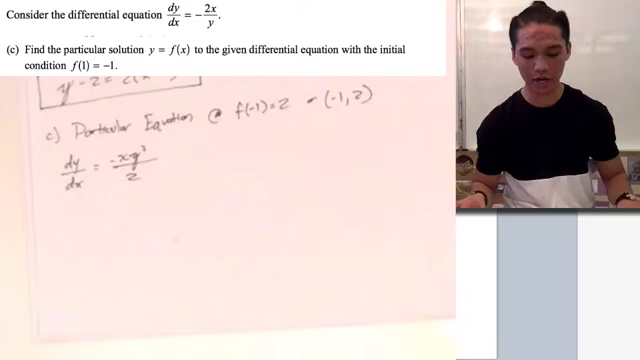 Consider the differential equation dy/dx = −2x/y.
(c) Find the particular solution y = f(x) to the given differential equation with the initial
condition f(1) = −1.
c) Particular Equation @ f(-1)=2 → (-1,2)
dy/dx = -xy²/2